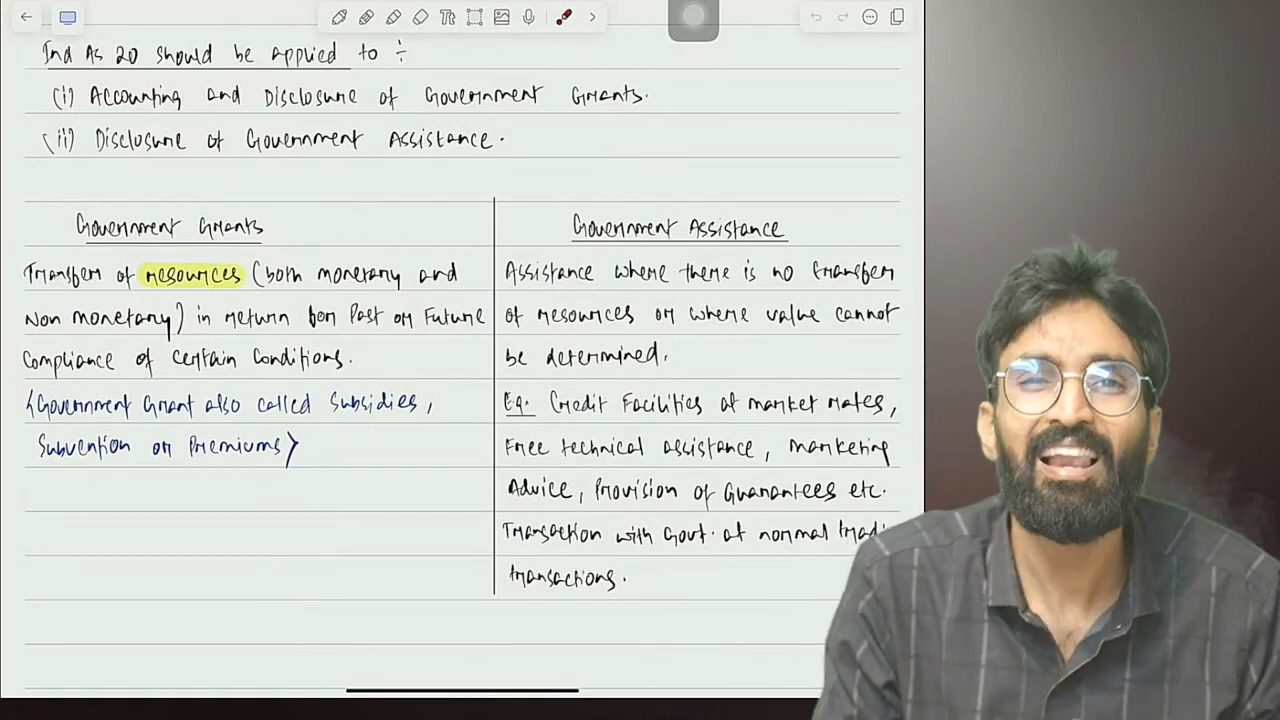 Ind As 20 should be applied to ÷
(i) Accounting and Disclosure of Government Grants.
(ii) Disclosure of Government Assistance.
Government Grants
Transfer of resources (both monetary and
Non monetary) in return for Past or Future
Compliance of certain Conditions.
(Government Grant also called Subsidies,
Subvention or Premiums)
Government Assistance
Assistance where there is no transfer
of resources or where value cannot
be determined.
Eg. Credit Facilities at market rates,
Free technical assistance, marketing
Advice, Provision of Guarantees etc.
Transaction with Govt. at normal
transactions.